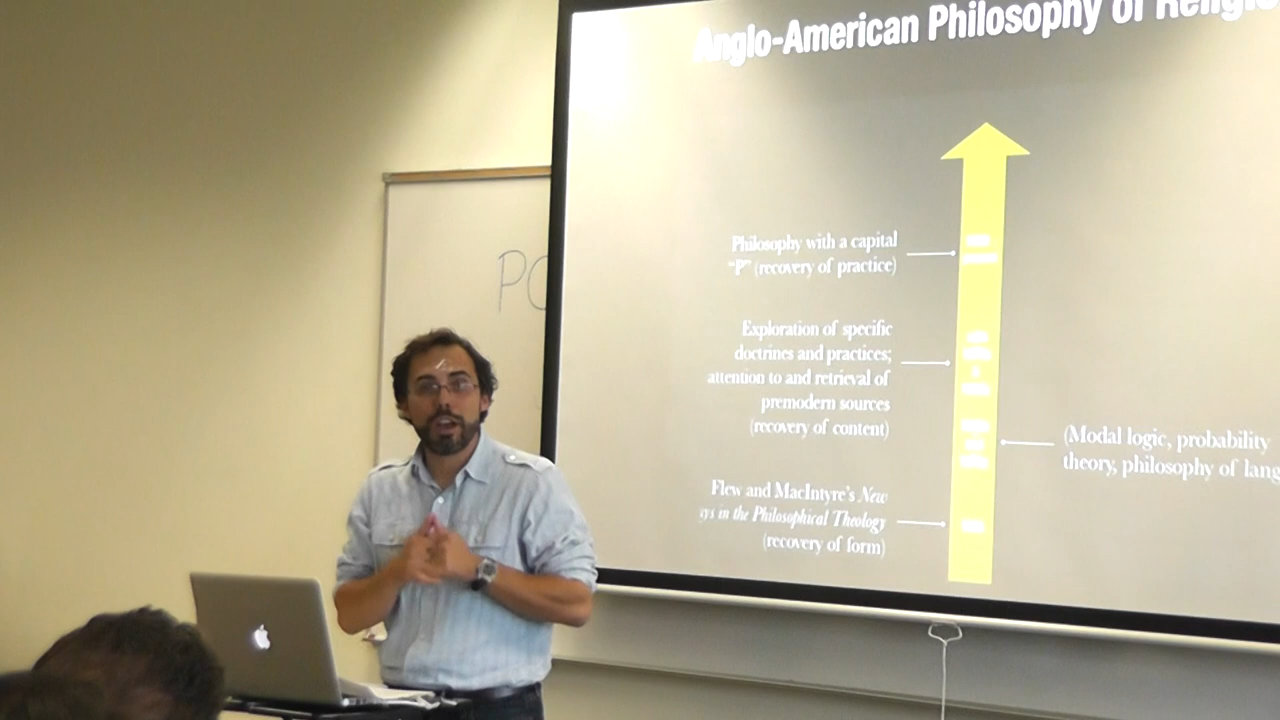 Anglo-American Philosophy of
PO
Philosophy with a capital
"P" (recovery of practice)
Exploration of specific
doctrines and practices;
attention to and retrieval of
premodern sources
(recovery of content)
(Modal logic, probability
theory, philosophy of lang
Flew and MacIntyre's New
ys in the Philosophical Theology
(recovery of form)